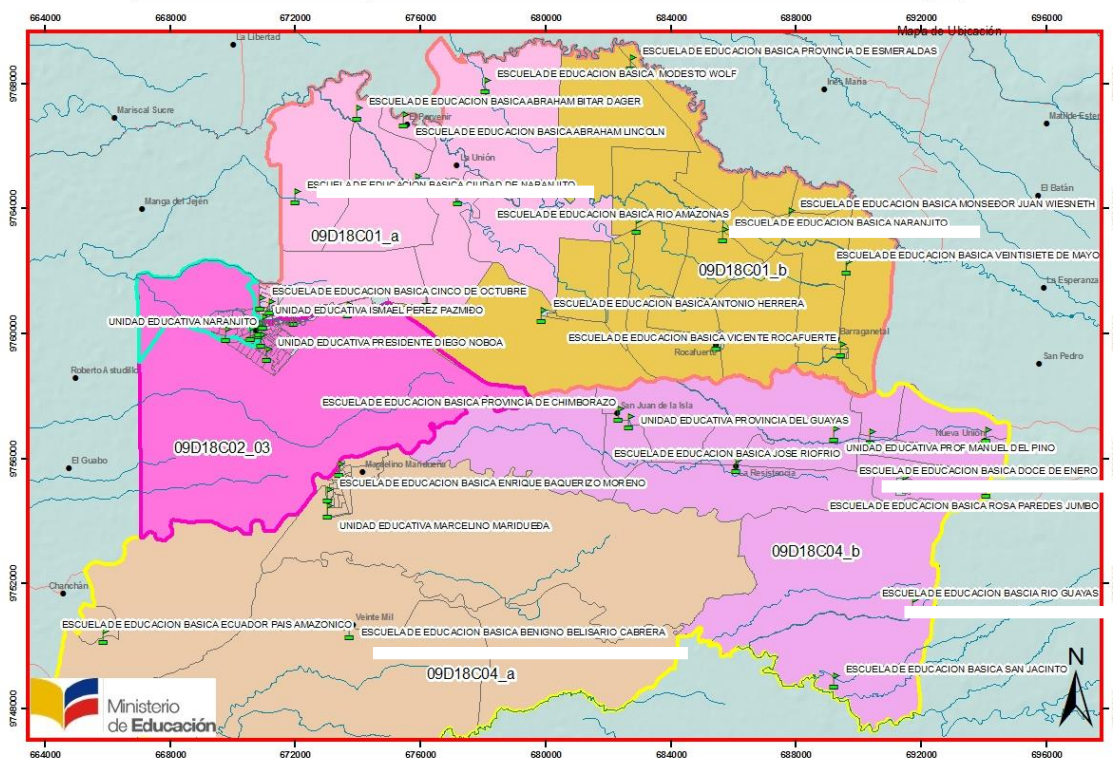 664000 668000 672000 676000 680000 684000 688000 692000 696000
Mapa de Ubicación
La Libertad
ESCUELA DE EDUCACION BASICA PROVINCIA DE ESMERALDAS
9768000
ESCUELA DE EDUCACION BASICA MODESTO WOLF
Inés María
ESCUELA DE EDUCACION BASICA ABRAHAM BITAR DAGER
Mariscal Sucre
El Porvenir
Matilde Ester
ESCUELA DE EDUCACION BASICA ABRAHAM LINCOLN
La Unión
ESCUELA DE EDUCACION BASICA CIUDAD DE NARANJITO
El Batán
9764000
Manga del Jején
ESCUELA DE EDUCACION BASICA MONSEÐOR JUAN WIESNETH
ESCUELA DE EDUCACION BASICA RIO AMAZONAS
ESCUELA DE EDUCACION BASICA NARANJITO
09D18C01_a
ESCUELA DE EDUCACION BASICA VEINTISIETE DE MAYO
09D18C01_b
La Esperanza
ESCUELA DE EDUCACION BASICA CINCO DE OCTUBRE
ESCUELA DE EDUCACION BASICA ANTONIO HERRERA
UNIDAD EDUCATIVA ISMAEL PEREZ PAZMIÐO
UNIDAD EDUCATIVA NARANJITO
9760000
Barraganetal
ESCUELA DE EDUCACION BASICA VICENTE ROCAFUERTE
UNIDAD EDUCATIVA PRESIDENTE DIEGO NOBOA
Rocafuerte
San Pedro
Roberto Astudillo
ESCUELA DE EDUCACION BASICA PROVINCIA DE CHIMBORAZO
San Juan de la Isla
UNIDAD EDUCATIVA PROVINCIA DEL GUAYAS
Nueva Unión
09D18C02_03
UNIDAD EDUCATIVA PROF MANUEL DEL PINO
ESCUELA DE EDUCACION BASICA JOSE RIOFRIO
9756000
El Guabo
Marcelino Maridueña
La Resistencia
ESCUELA DE EDUCACION BASICA DOCE DE ENERO
ESCUELA DE EDUCACION BASICA ENRIQUE BAQUERIZO MORENO
ESCUELA DE EDUCACION BASICA ROSA PAREDES JUMBO
UNIDAD EDUCATIVA MARCELINO MARIDUEÐA
09D18C04_b
9752000
Chanchán
ESCUELA DE EDUCACION BASCIA RIO GUAYAS
Veinte Mil
ESCUELA DE EDUCACION BASICA ECUADOR PAIS AMAZONICO
ESCUELA DE EDUCACION BASICA BENIGNO BELISARIO CABRERA
N
ESCUELA DE EDUCACION BASICA SAN JACINTO
09D18C04_a
Ministerio
de Educación
9748000
664000 668000 672000 676000 680000 684000 688000 692000 696000